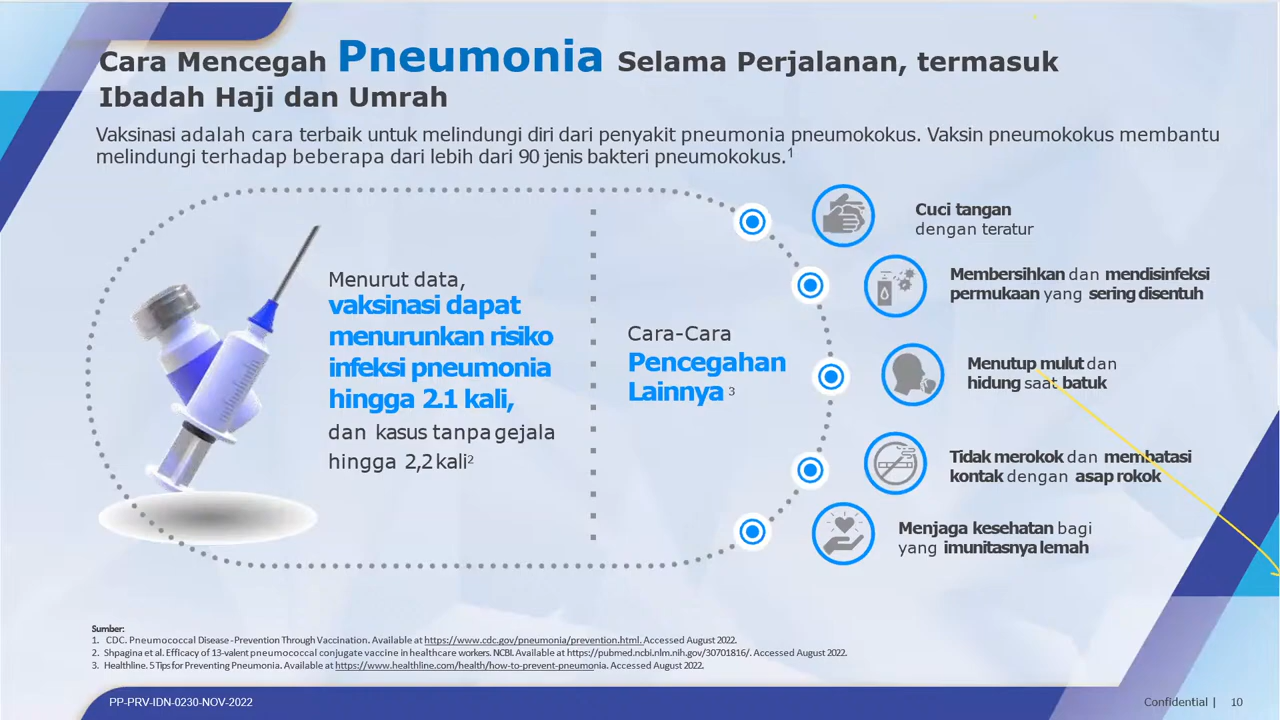 Cara Mencegah Pneumonia Selama Perjalanan, termasuk
Ibadah Haji dan Umrah
Vaksinasi adalah cara terbaik untuk melindungi diri dari penyakit pneumonia pneumokokus. Vaksin pneumokokus membantu
melindungi terhadap beberapa dari lebih dari 90 jenis bakteri pneumokokus.1
Menurut data,
vaksinasi dapat
menurunkan risiko
infeksi pneumonia
hingga 2.1 kali,
dan kasus tanpa gejala
hingga 2,2 kali2
Cara-Cara
Pencegahan
Lainnya 3
Cuci tangan
dengan teratur
Membersihkan dan mendisinfeksi
permukaan yang sering disentuh
Menutup mulut dan
hidung saat batuk
Tidak merokok dan membatasi
kontak dengan asap rokok
Menjaga kesehatan bagi
yang imunitasnya lemah
Sumber:
1. CDC. Pneumococcal Disease - Prevention Through Vaccination. Available at https://www.cdc.gov/pneumonia/prevention.html. Accessed August 2022.
2. Shpagina et al. Efficacy of 13-valent pneumococcal conjugate vaccine in healthcare workers. NCBI. Available at https://pubmed.ncbi.nlm.nih.gov/30701816/. Accessed August 2022.
3. Healthline. 5 Tips for Preventing Pneumonia. Available at https://www.healthline.com/health/how-to-prevent-pneumonia. Accessed August 2022.
PP-PRV-IDN-0230-NOV-2022
Confidential | 10